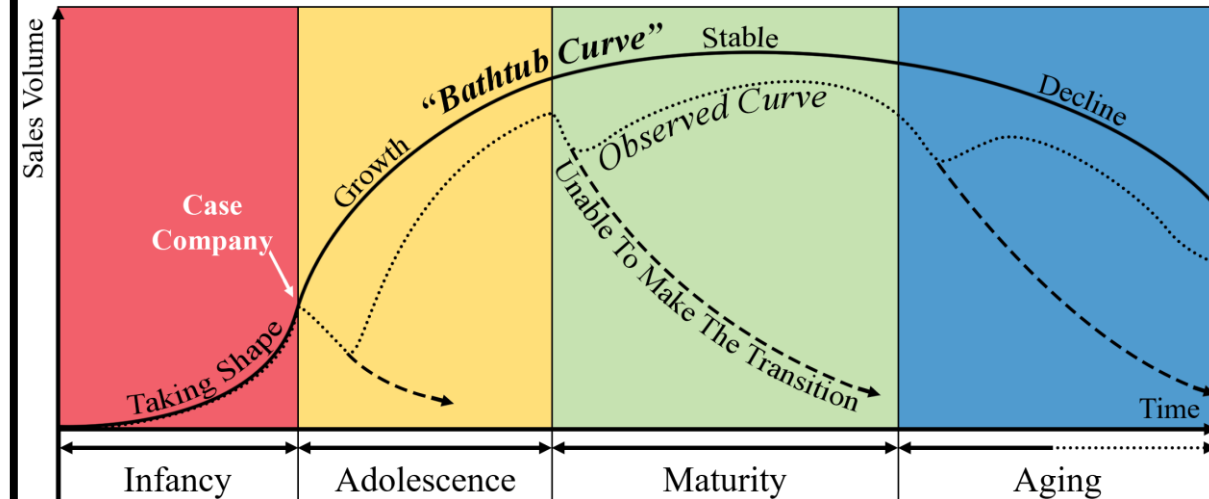 Sales Volume
“Bathtub Curve”
Stable
Decline
Growth
Observed Curve
Case
Company
Unable To Make The Transition
Taking Shape
Time
Infancy
Adolescence
Maturity
Aging